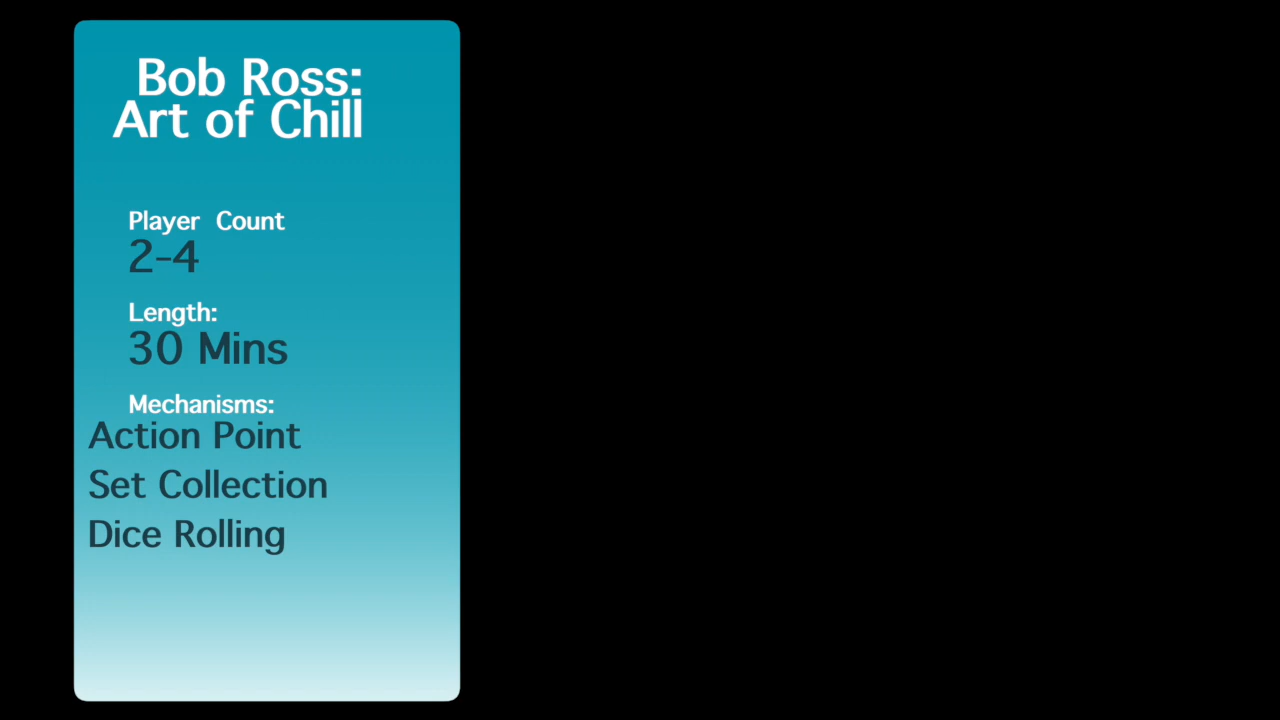 Bob Ross:
Art of Chill
Player Count
2-4
Length:
30 Mins
Mechanisms:
Action Point
Set Collection
Dice Rolling